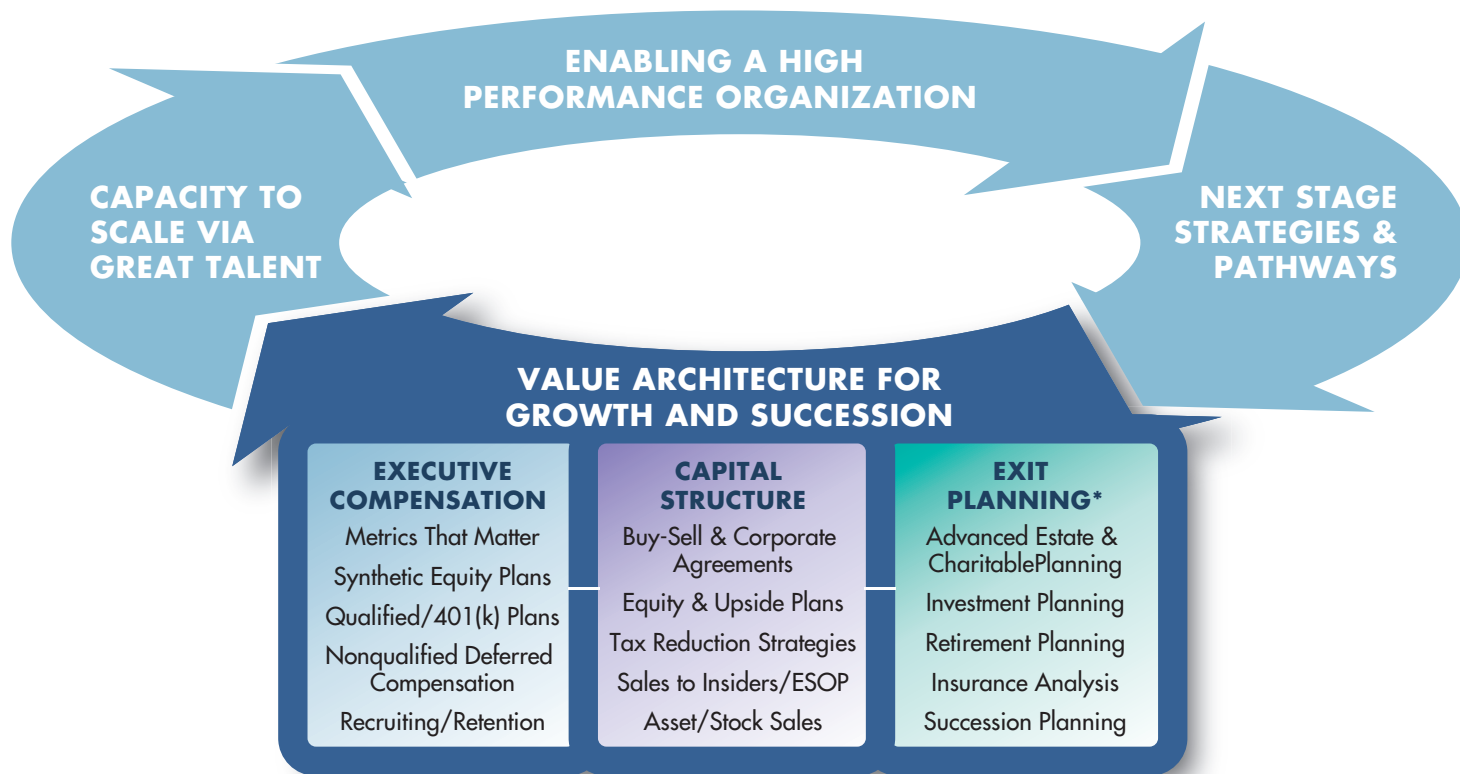 ENABLING A HIGH
PERFORMANCE ORGANIZATION
CAPACITY TO
SCALE VIA
GREAT TALENT
NEXT STAGE
STRATEGIES &
PATHWAYS
VALUE ARCHITECTURE FOR
GROWTH AND SUCCESSION
EXECUTIVE
COMPENSATION
Metrics That Matter
Synthetic Equity Plans
Qualified/401(k) Plans
Nonqualified Deferred
Compensation
Recruiting/Retention
CAPITAL
STRUCTURE
Buy-Sell & Corporate
Agreements
Equity & Upside Plans
Tax Reduction Strategies
Sales to Insiders/ESOP
Asset/Stock Sales
EXIT
PLANNING*
Advanced Estate &
CharitablePlanning
Investment Planning
Retirement Planning
Insurance Analysis
Succession Planning